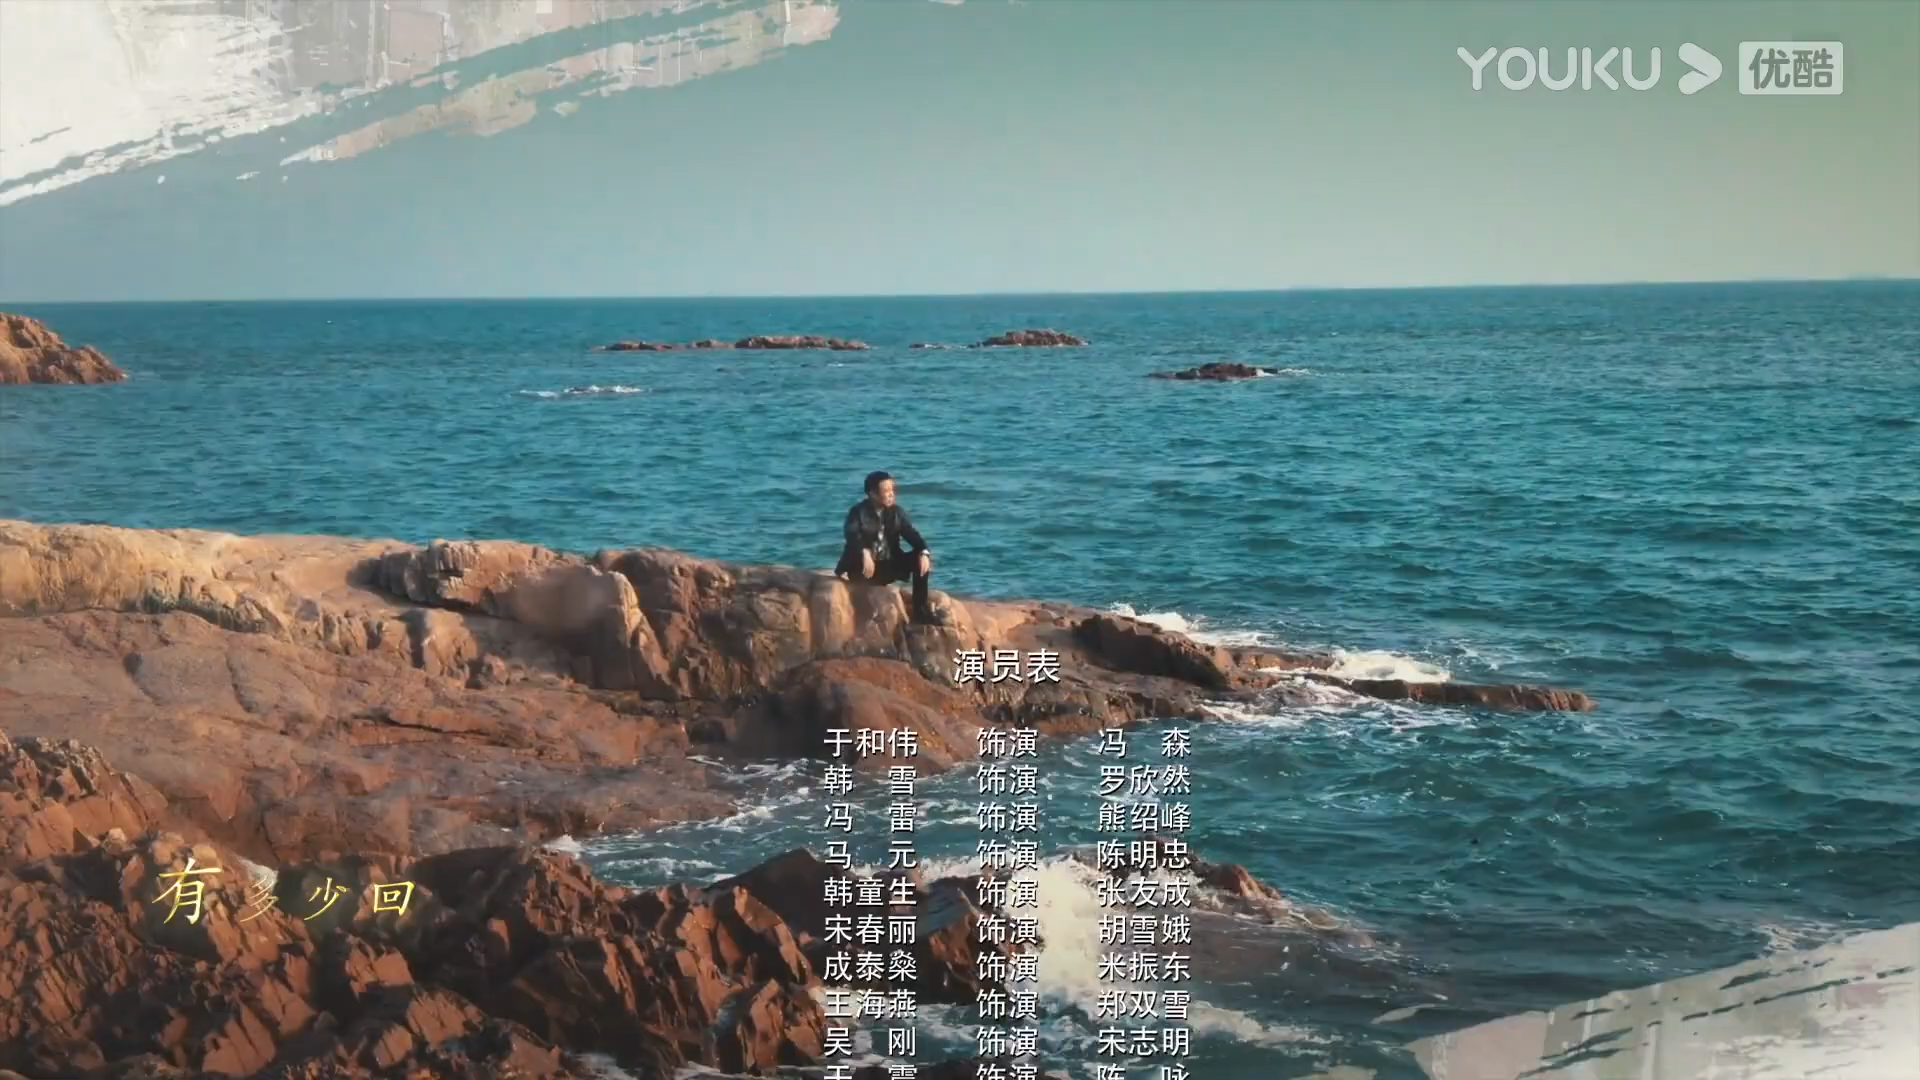 YOUKU 优酷
演员表
于和伟 饰演 冯 森
韩 雪 饰演 罗欣然
冯 雷 饰演 熊绍峰
马 元 饰演 陈明忠
韩童生 饰演 张友成
宋春丽 饰演 胡雪娥
成泰燊 饰演 米振东
王海燕 饰演 郑双雪
吴 刚 饰演 宋志明
饰演 陈 咏
有多少回